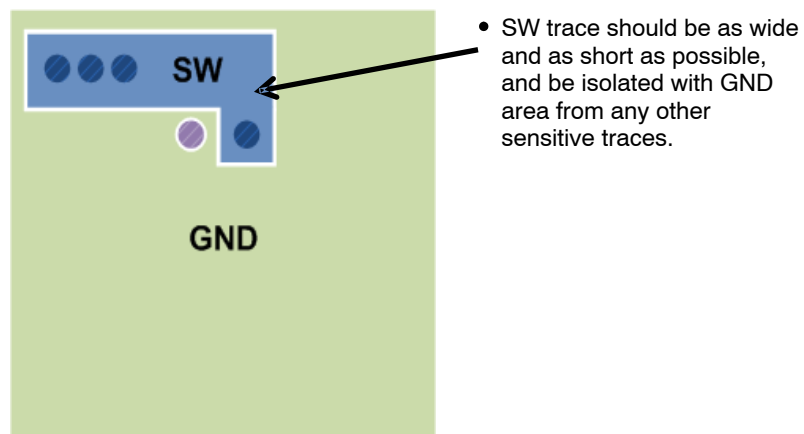 SW
GND
• SW trace should be as wide
and as short as possible,
and be isolated with GND
area from any other
sensitive traces.